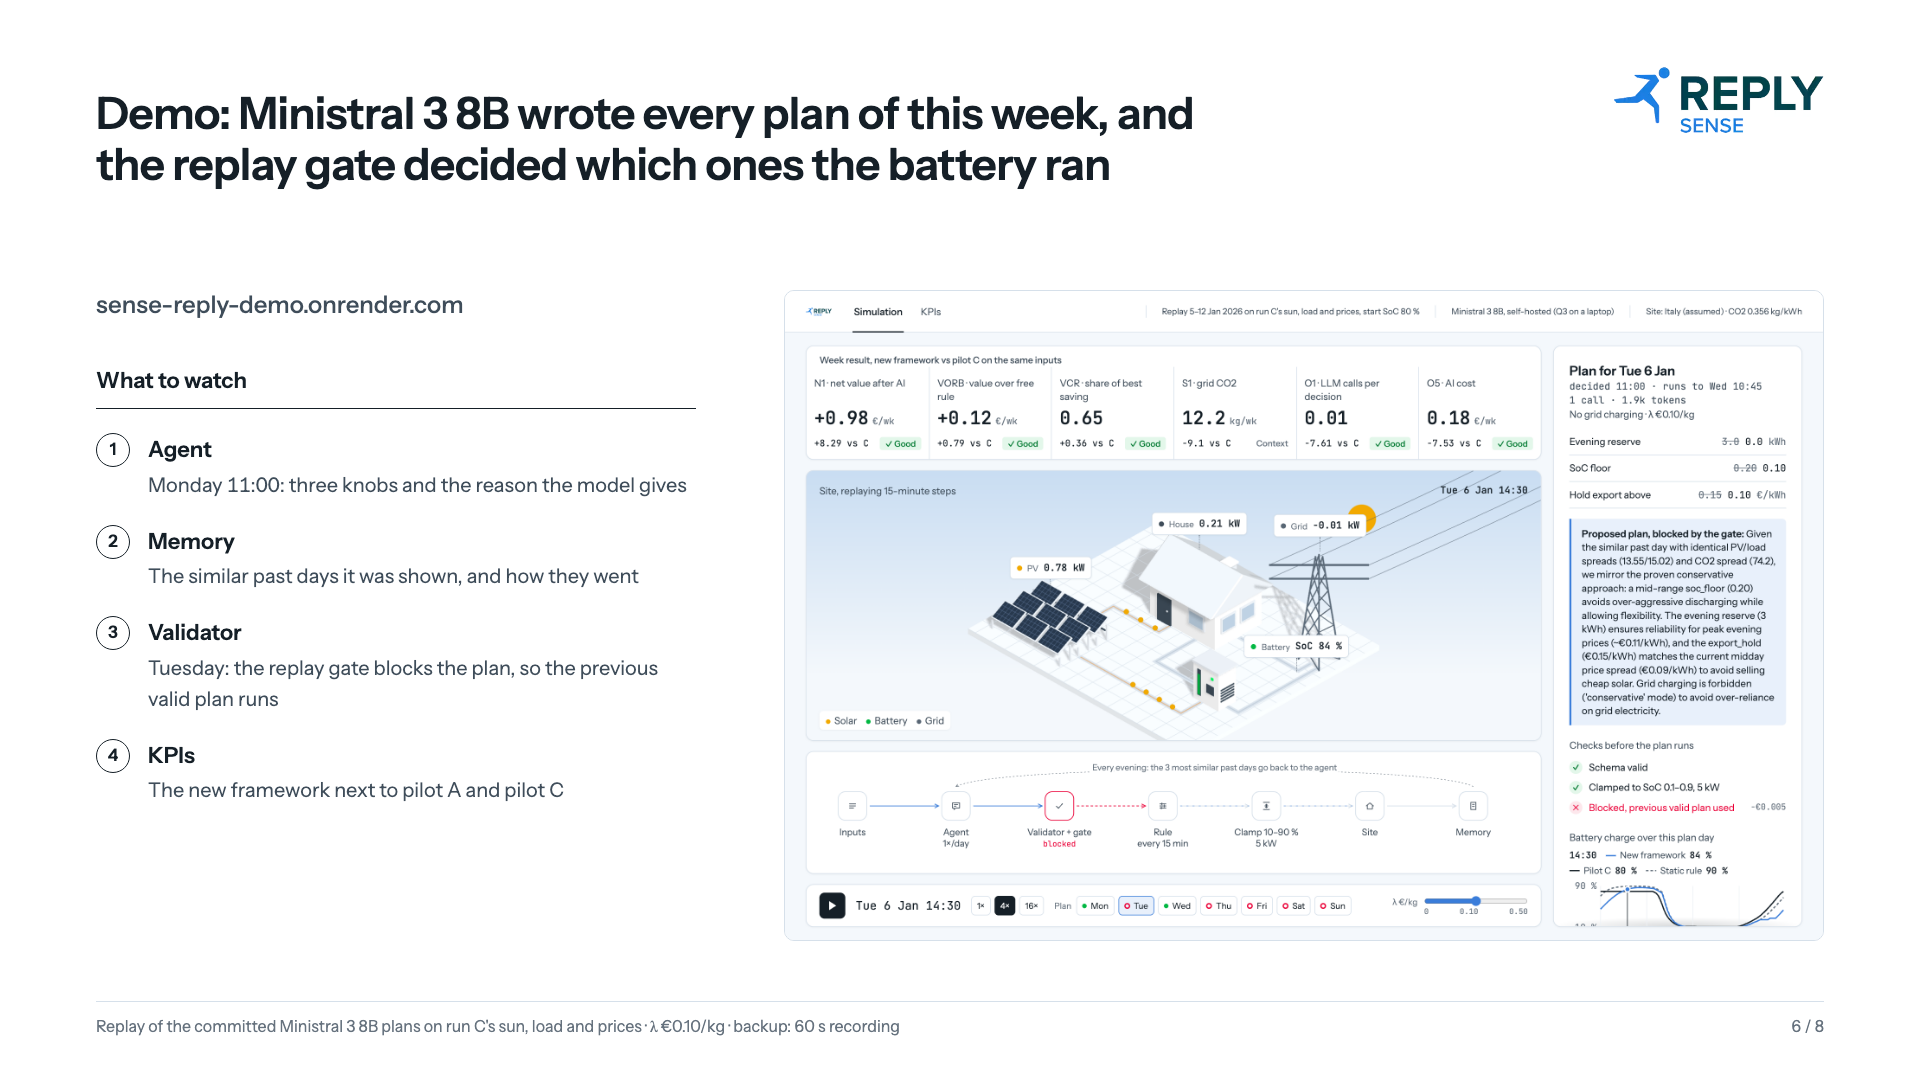 Demo: Ministral 3 8B wrote every plan of this week, and
the replay gate decided which ones the battery ran
REPLY
SENSE
sense-reply-demo.onrender.com
What to watch
1 Agent
Monday 11:00: three knobs and the reason the model gives
2 Memory
The similar past days it was shown, and how they went
3 Validator
Tuesday: the replay gate blocks the plan, so the previous
valid plan runs
4 KPIs
The new framework next to pilot A and pilot C
REPLY
Simulation KPIs
Replay 5–12 Jan 2026 on run C's sun, load and prices, start SoC 80 %
Ministral 3 8B, self-hosted (Q3 on a laptop)
Site: Italy (assumed) · CO2 0.356 kg/kWh
Week result, new framework vs pilot C on the same inputs
N1 · net value after AI
+0.98 €/wk
+8.29 vs C ✓ Good
VORB · value over free
rule
+0.12 €/wk
+0.79 vs C ✓ Good
VCR · share of best
saving
0.65
+0.36 vs C ✓ Good
S1 · grid CO2
12.2 kg/wk
-9.1 vs C Context
O1 · LLM calls per
decision
0.01
-7.61 vs C ✓ Good
O5 · AI cost
0.18 €/wk
-7.53 vs C ✓ Good
Site, replaying 15-minute steps
Tue 6 Jan 14:30
House 0.21 kW
Grid -0.01 kW
PV 0.78 kW
Battery SoC 84 %
Solar Battery Grid
Every evening: the 3 most similar past days go back to the agent
Inputs
Agent
1×/day
Validator + gate
blocked
Rule
every 15 min
Clamp 10–90 %
5 kW
Site
Memory
Tue 6 Jan 14:30 1× 4× 16× Plan Mon Tue Wed Thu Fri Sat Sun
λ €/kg
0 0.10 0.50
Plan for Tue 6 Jan
decided 11:00 · runs to Wed 10:45
1 call · 1.9k tokens
No grid charging · λ €0.10/kg
Evening reserve 3.0 0.0 kWh
SoC floor 0.20 0.10
Hold export above 0.15 0.10 €/kWh
Proposed plan, blocked by the gate: Given
the similar past day with identical PV/load
spreads (13.55/15.02) and CO2 spread (74.2),
we mirror the proven conservative
approach: a mid-range soc_floor (0.20)
avoids over-aggressive discharging while
allowing flexibility. The evening reserve (3
kWh) ensures reliability for peak evening
prices (~€0.11/kWh), and the export_hold
(€0.15/kWh) matches the current midday
price spread (€0.09/kWh) to avoid selling
cheap solar. Grid charging is forbidden
('conservative' mode) to avoid over-reliance
on grid electricity.
Checks before the plan runs
Schema valid
Clamped to SoC 0.1–0.9, 5 kW
Blocked, previous valid plan used -€0.005
Battery charge over this plan day
14:30 New framework 84 %
Pilot C 80 % Static rule 90 %
90 %
Replay of the committed Ministral 3 8B plans on run C's sun, load and prices · λ €0.10/kg · backup: 60 s recording
6 / 8